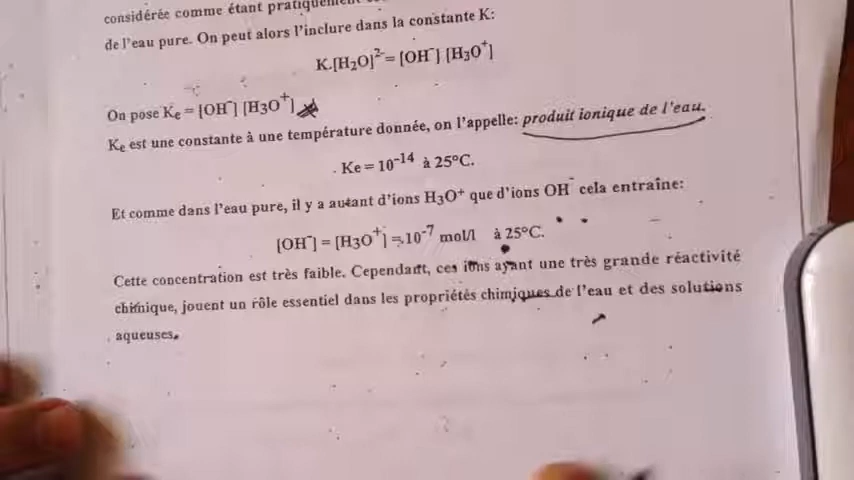 considérée comme étant pratiquement
de l'eau pure. On peut alors l'inclure dans la constante K:
K.[H₂O]²⁻= [OH⁻] [H₃O⁺]
On pose Ke = [OH⁻] [H₃O⁺]
Ke est une constante à une température donnée, on l'appelle: produit ionique de l'eau.
Ke = 10⁻¹⁴ à 25°C.
Et comme dans l'eau pure, il y a autant d'ions H₃O⁺ que d'ions OH⁻ cela entraîne:
[OH⁻] = [H₃O⁺] = 10⁻⁷ mol/l à 25°C.
Cette concentration est très faible. Cependant, ces ions ayant une très grande réactivité
chimique, jouent un rôle essentiel dans les propriétés chimiques de l'eau et des solutions
aqueuses.